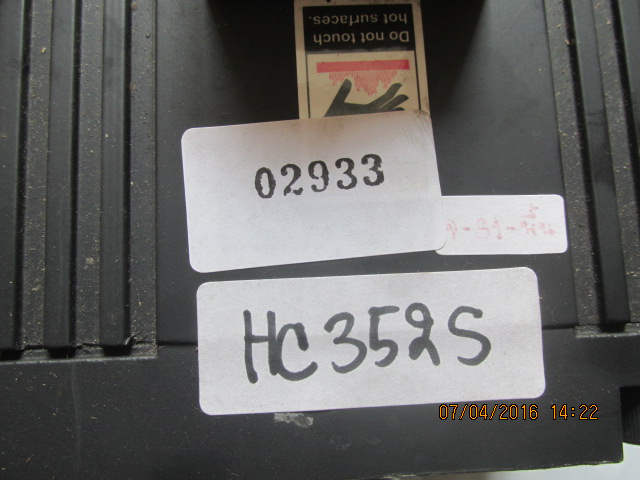 Do not touch
hot surfaces.
02933
HC352S
07/04/2016 14:22